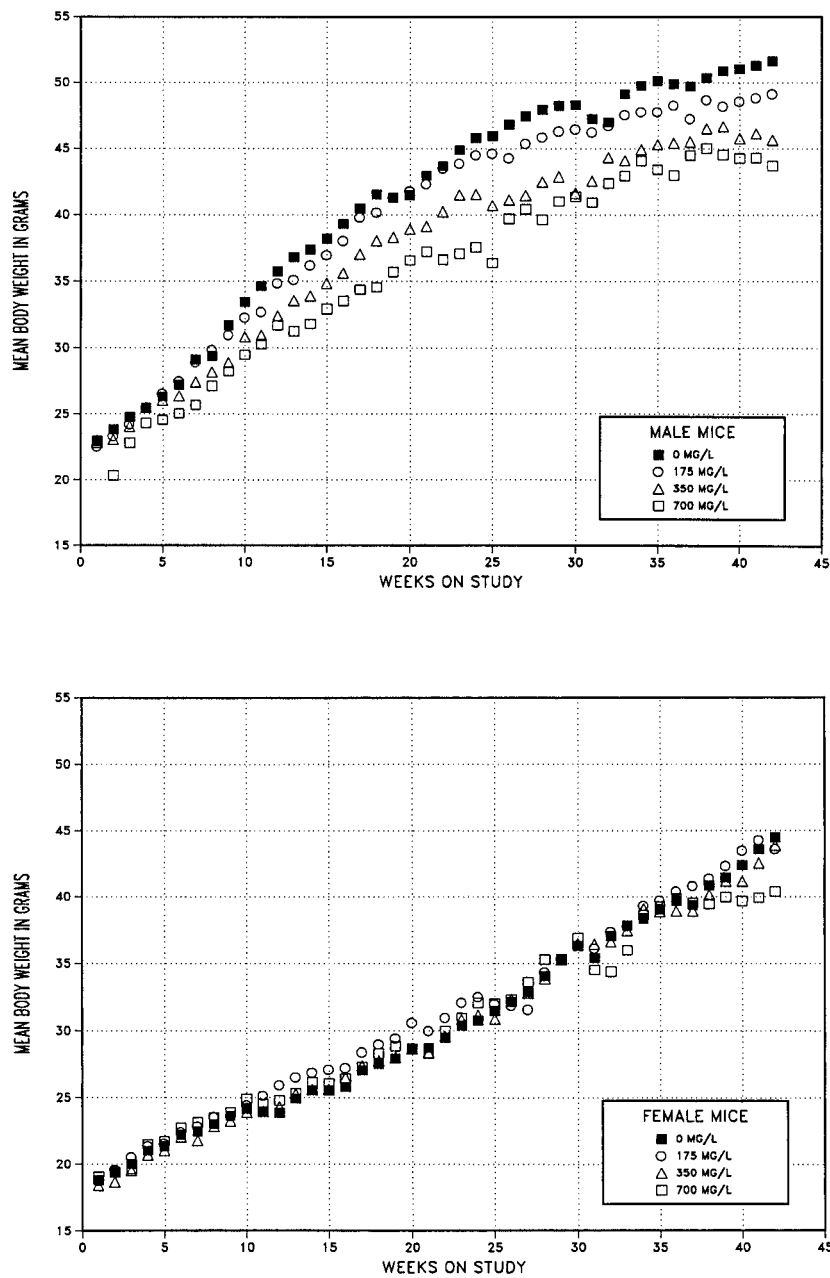 55
50
45
40
35
30
25
20
15
MEAN BODY WEIGHT IN GRAMS
MALE MICE
0 MG/L
175 MG/L
350 MG/L
700 MG/L
0 5 10 15 20 25 30 35 40 45
WEEKS ON STUDY
55
50
45
40
35
30
25
20
15
MEAN BODY WEIGHT IN GRAMS
FEMALE MICE
0 MG/L
175 MG/L
350 MG/L
700 MG/L
0 5 10 15 20 25 30 35 40 45
WEEKS ON STUDY